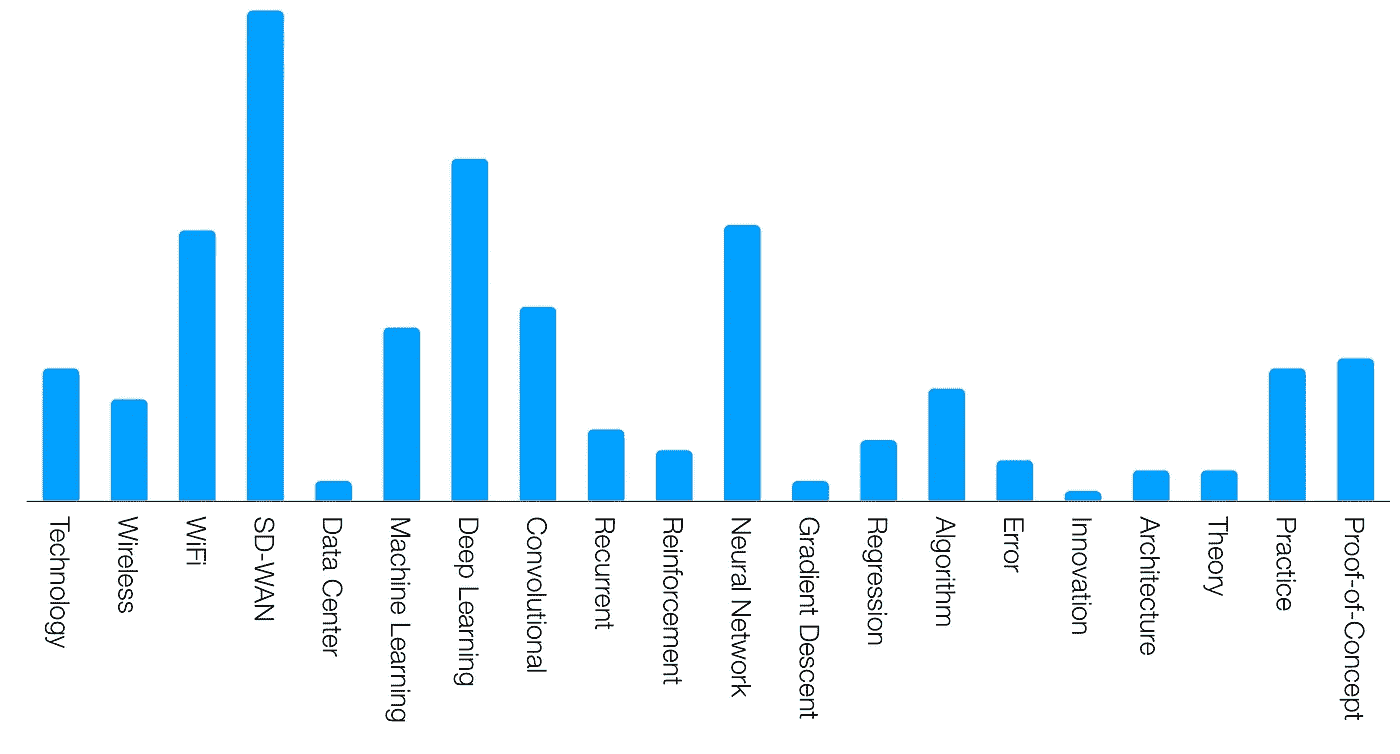 Technology
Wireless
WiFi
SD-WAN
Data Center
Machine Learning
Deep Learning
Convolutional
Recurrent
Reinforcement
Neural Network
Gradient Descent
Regression
Algorithm
Error
Innovation
Architecture
Theory
Practice
Proof-of-Concept